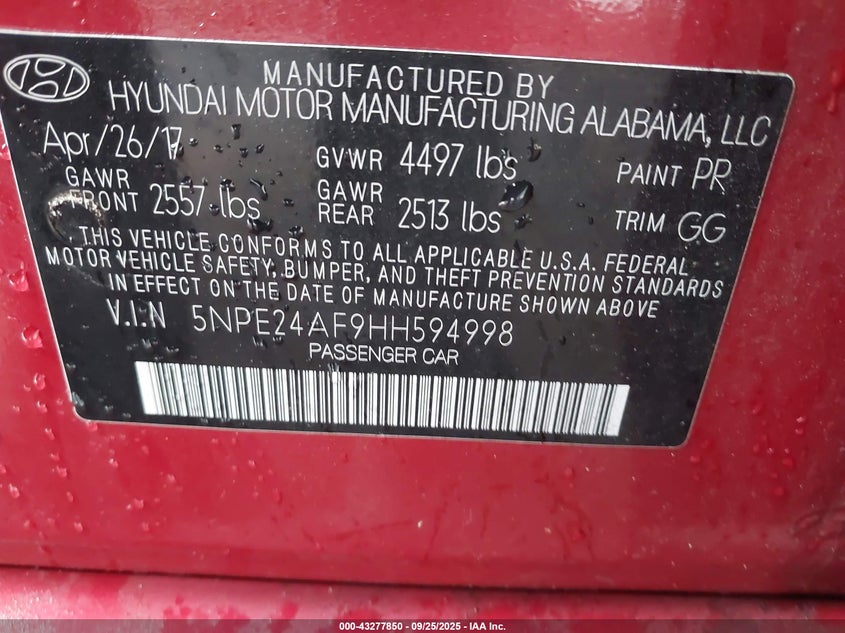 MANUFACTURED BY
HYUNDAI MOTOR MANUFACTURING ALABAMA, LLC
Apr/26/17 GVWR 4497 lbs PAINT PR
GAWR FRONT 2557 lbs GAWR REAR 2513 lbs TRIM GG
THIS VEHICLE CONFORMS TO ALL APPLICABLE U.S.A. FEDERAL
MOTOR VEHICLE SAFETY, BUMPER, AND THEFT PREVENTION STANDARDS
IN EFFECT ON THE DATE OF MANUFACTURE SHOWN ABOVE
V.I.N 5NPE24AF9HH594998
PASSENGER CAR
000-43277850 - 09/25/2025 - IAA Inc.